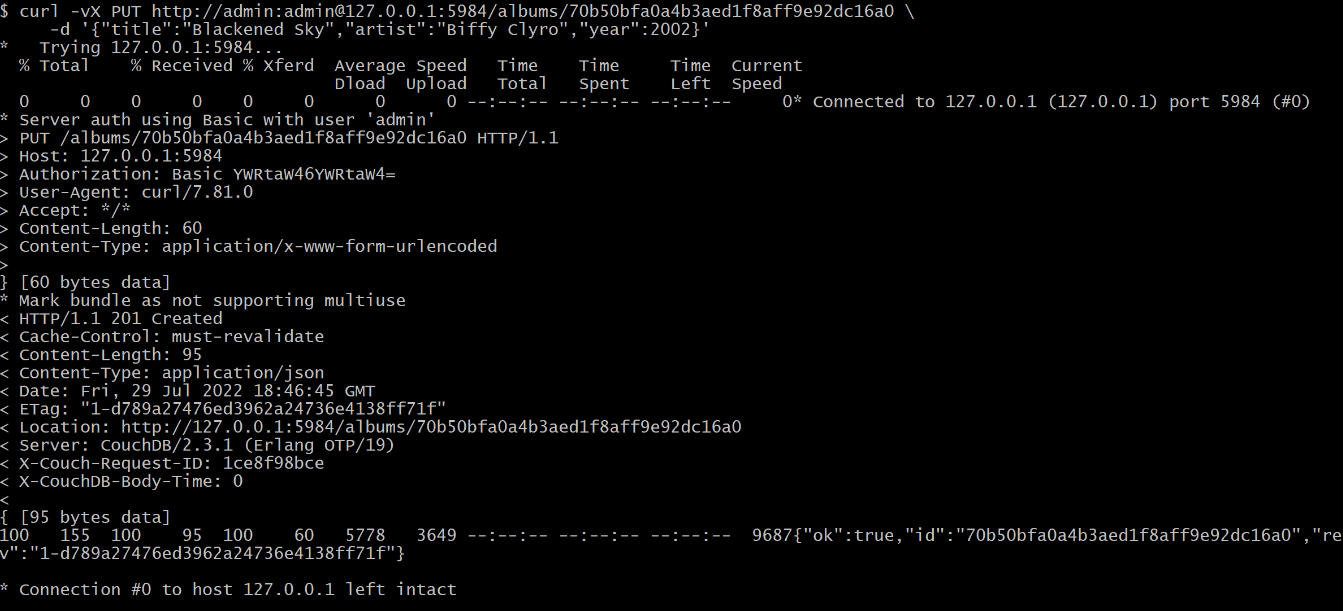 $ curl -vX PUT http://admin:admin@127.0.0.1:5984/albums/70b50bfa0a4b3aed1f8aff9e92dc16a0 \
     -d '{"title":"Blackened Sky","artist":"Biffy Clyro","year":2002}'
*   Trying 127.0.0.1:5984...
  % Total    % Received % Xferd  Average Speed   Time    Time     Time  Current
                                 Dload  Upload   Total   Spent    Left  Speed
  0     0    0     0    0     0      0      0 --:--:-- --:--:-- --:--:--     0* Connected to 127.0.0.1 (127.0.0.1) port 5984 (#0)
* Server auth using Basic with user 'admin'
> PUT /albums/70b50bfa0a4b3aed1f8aff9e92dc16a0 HTTP/1.1
> Host: 127.0.0.1:5984
> Authorization: Basic YWRtaW46YWRtaW4=
> User-Agent: curl/7.81.0
> Accept: */*
> Content-Length: 60
> Content-Type: application/x-www-form-urlencoded
>
} [60 bytes data]
* Mark bundle as not supporting multiuse
< HTTP/1.1 201 Created
< Cache-Control: must-revalidate
< Content-Length: 95
< Content-Type: application/json
< Date: Fri, 29 Jul 2022 18:46:45 GMT
< ETag: "1-d789a27476ed3962a24736e4138ff71f"
< Location: http://127.0.0.1:5984/albums/70b50bfa0a4b3aed1f8aff9e92dc16a0
< Server: CouchDB/2.3.1 (Erlang OTP/19)
< X-Couch-Request-ID: 1ce8f98bce
< X-CouchDB-Body-Time: 0
<
{ [95 bytes data]
100   155  100    95  100    60   5778   3649 --:--:-- --:--:-- --:--:--  9687{"ok":true,"id":"70b50bfa0a4b3aed1f8aff9e92dc16a0","re
v":"1-d789a27476ed3962a24736e4138ff71f"}
* Connection #0 to host 127.0.0.1 left intact